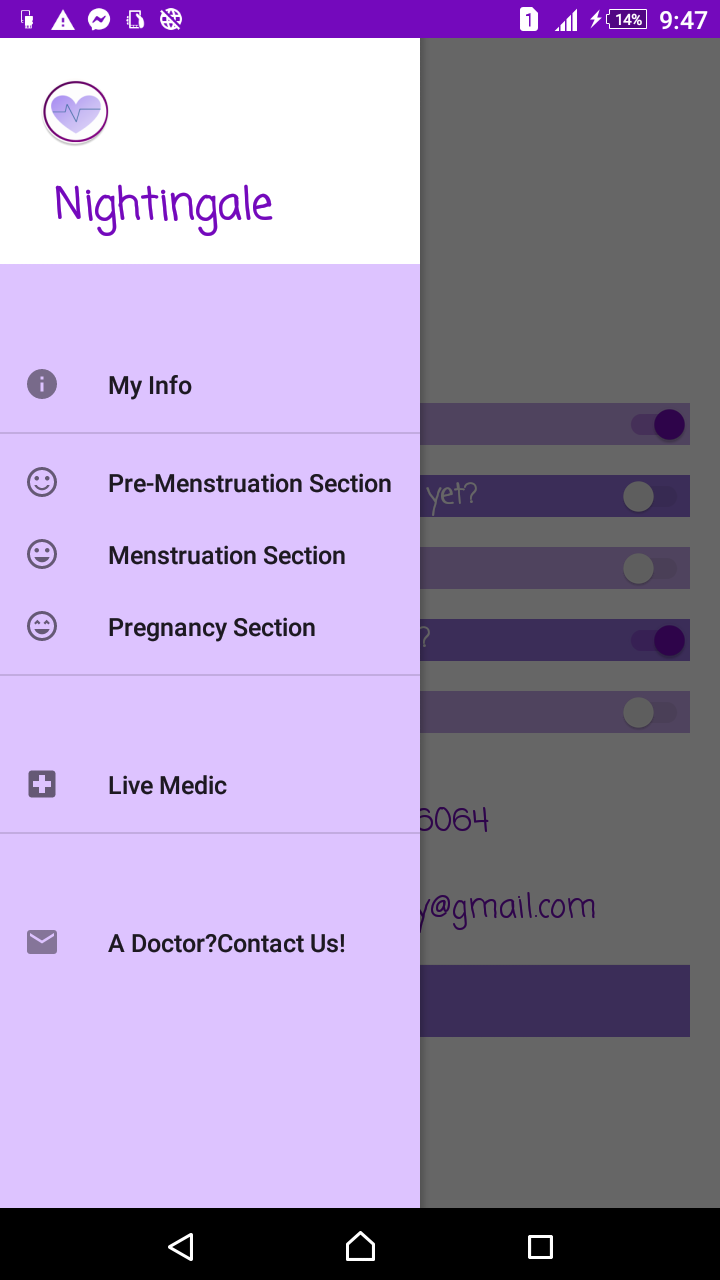 1 14% 9:47
Nightingale
My Info
Pre-Menstruation Section
yet?
Menstruation Section
Pregnancy Section
?
Live Medic
6064
y@gmail.com
A Doctor?Contact Us!